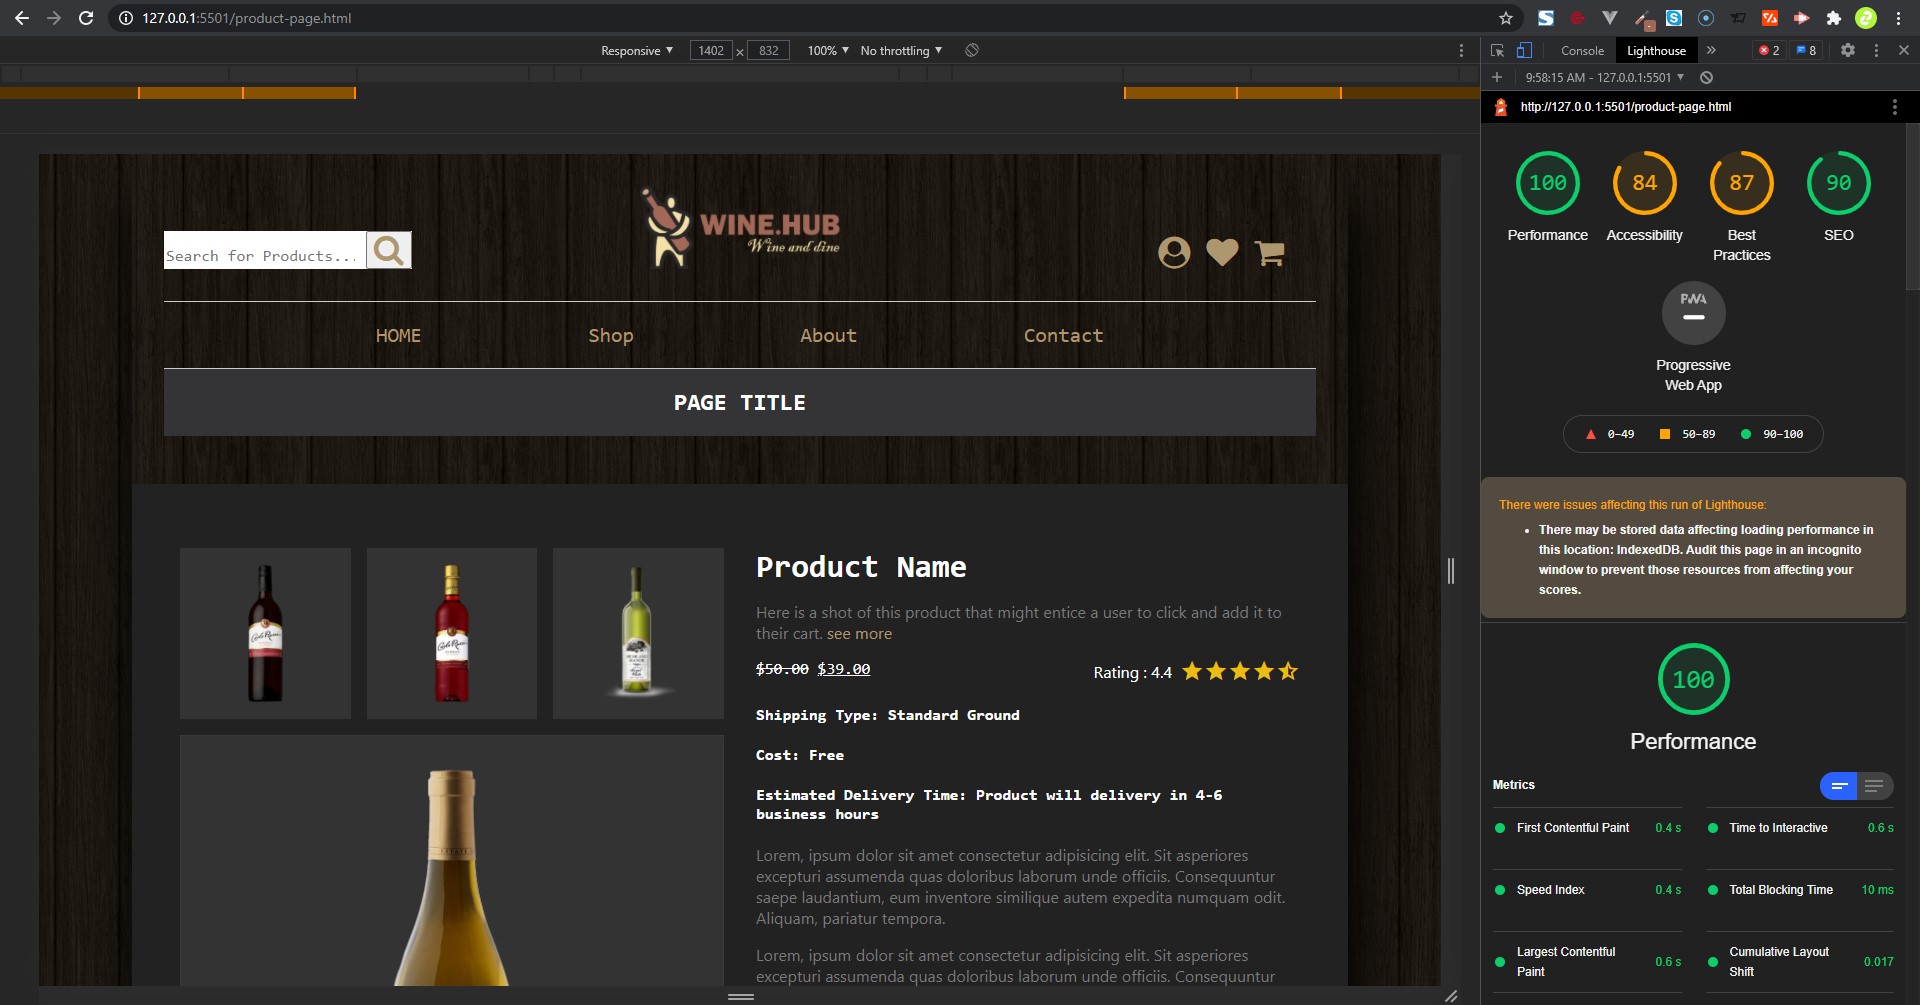 127.0.0.1:5501/product-page.html
Responsive 1402 × 832 100% No throttling
Console Lighthouse 2 8
9:58:15 AM - 127.0.0.1:5501
http://127.0.0.1:5501/product-page.html
WINE.HUB
Wine and dine
Search for Products...
HOME Shop About Contact
PAGE TITLE
Product Name
Here is a shot of this product that might entice a user to click and add it to
their cart. see more
$50.00 $39.00 Rating : 4.4
Shipping Type: Standard Ground
Cost: Free
Estimated Delivery Time: Product will delivery in 4-6
business hours
Lorem, ipsum dolor sit amet consectetur adipisicing elit. Sit asperiores
excepturi assumenda quas doloribus laborum unde officiis. Consequuntur
saepe laudantium, eum inventore similique autem expedita numquam odit.
Aliquam, pariatur tempora.
Lorem, ipsum dolor sit amet consectetur adipisicing elit. Sit asperiores
excepturi assumenda quas doloribus laborum unde officiis. Consequuntur
100 84 87 90
Performance Accessibility Best Practices SEO
PWA
Progressive
Web App
0–49 50–89 90–100
There were issues affecting this run of Lighthouse:
There may be stored data affecting loading performance in
this location: IndexedDB. Audit this page in an incognito
window to prevent those resources from affecting your
scores.
100
Performance
Metrics
First Contentful Paint 0.4 s
Time to Interactive 0.6 s
Speed Index 0.4 s
Total Blocking Time 10 ms
Largest Contentful Paint 0.6 s
Cumulative Layout Shift 0.017